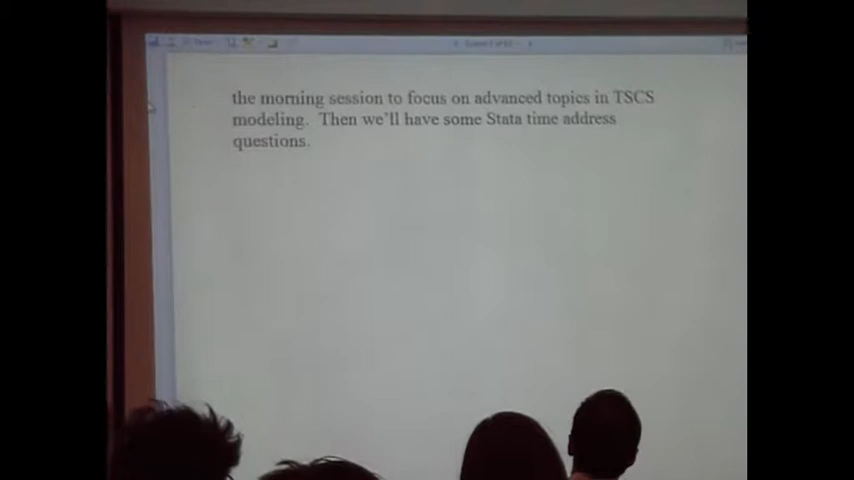 the morning session to focus on advanced topics in TSCS
modeling.  Then we'll have some Stata time address
questions.